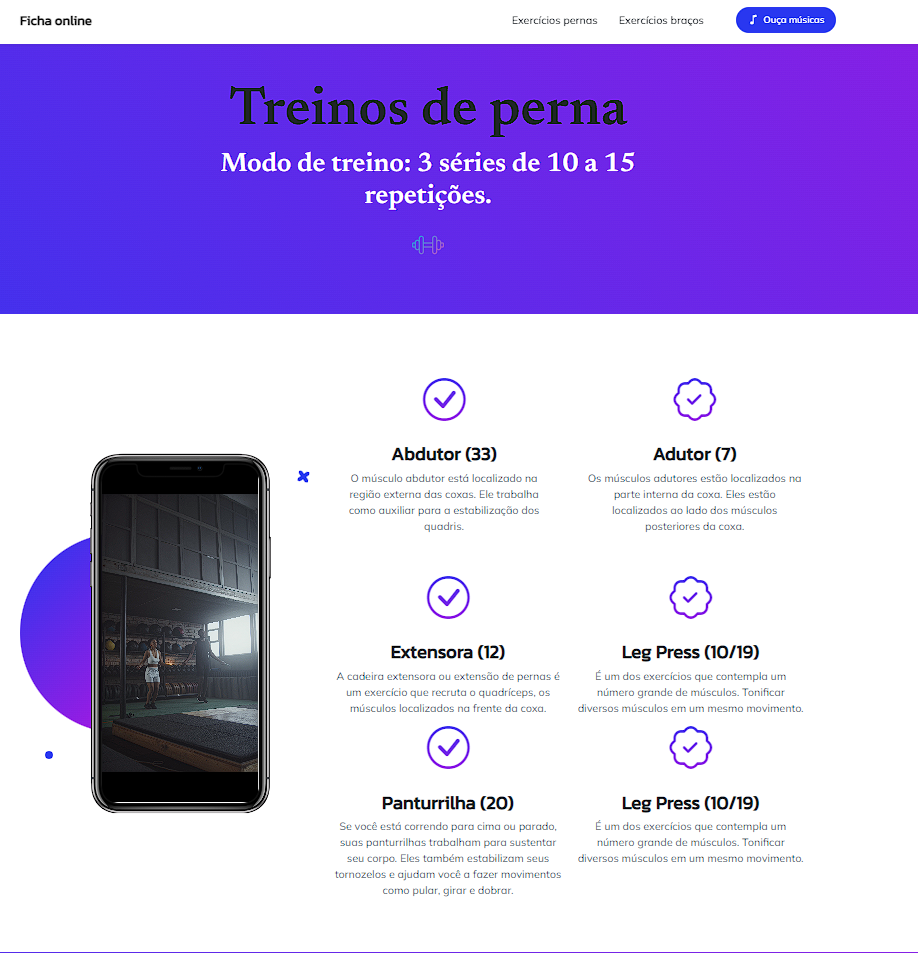 Ficha online
Exercícios pernas
Exercícios braços
Ouça músicas
Treinos de perna
Modo de treino: 3 séries de 10 a 15
repetições.
Abdutor (33)
O músculo abdutor está localizado na
região externa das coxas. Ele trabalha
como auxiliar para a estabilização dos
quadris.
Adutor (7)
Os músculos adutores estão localizados na
parte interna da coxa. Eles estão
localizados ao lado dos músculos
posteriores da coxa.
Extensora (12)
A cadeira extensora ou extensão de pernas é
um exercício que recruta o quadríceps, os
músculos localizados na frente da coxa.
Leg Press (10/19)
É um dos exercícios que contempla um
número grande de músculos. Tonificar
diversos músculos em um mesmo movimento.
Panturrilha (20)
Se você está correndo para cima ou parado,
suas panturrilhas trabalham para sustentar
seu corpo. Eles também estabilizam seus
tornozelos e ajudam você a fazer movimentos
como pular, girar e dobrar.
Leg Press (10/19)
É um dos exercícios que contempla um
número grande de músculos. Tonificar
diversos músculos em um mesmo movimento.